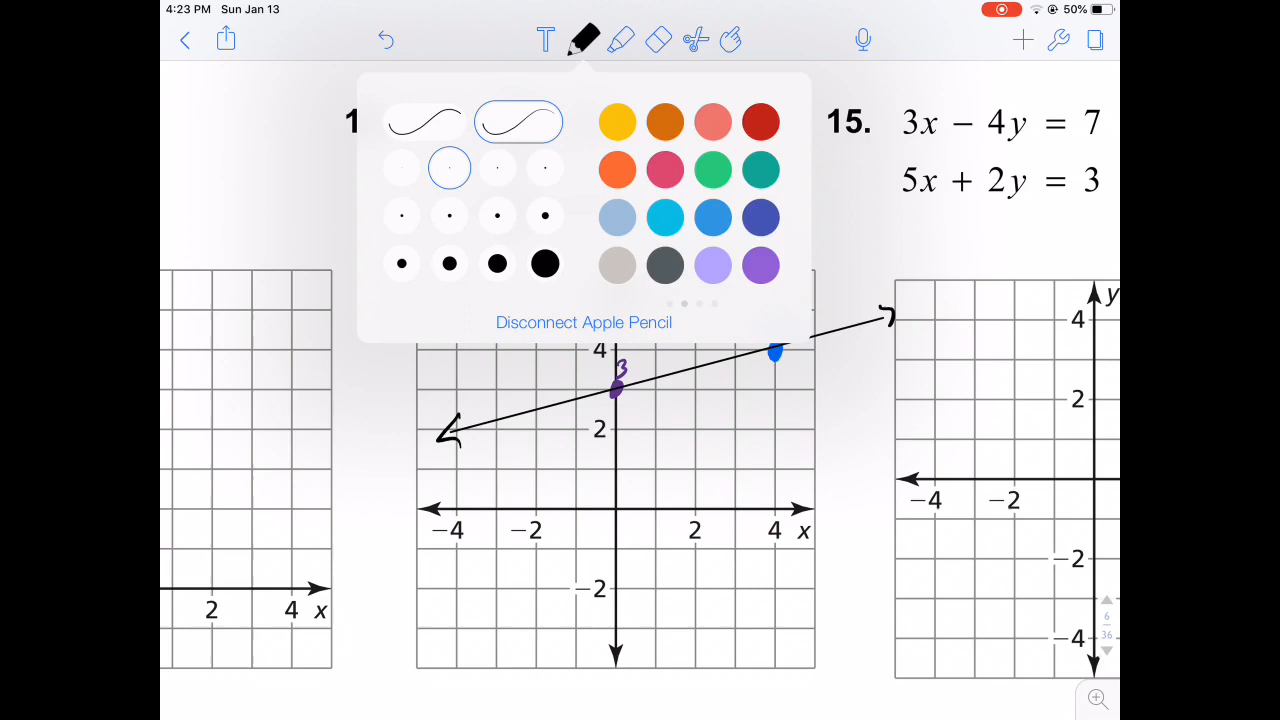 4:23 PM Sun Jan 13
50%
T
1
15. 3x − 4y = 7
5x + 2y = 3
Disconnect Apple Pencil
2 4 x
4
3
2
−4 −2 2 4 x
−2
y
4
2
−4 −2
−2
−4
6
36